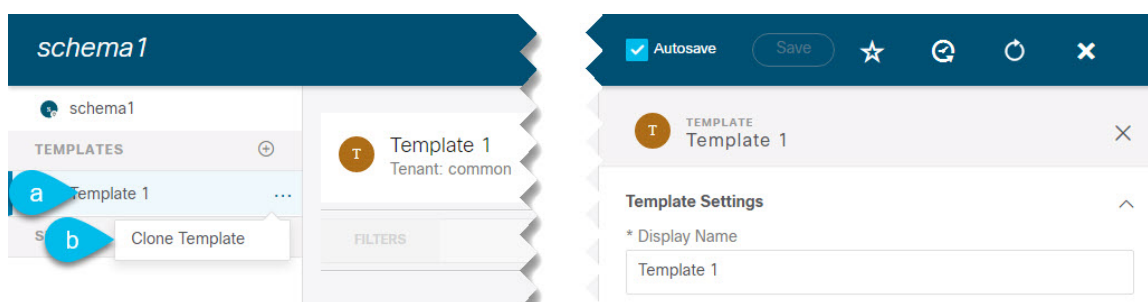 schema1
Autosave
Save
schema1
TEMPLATES
a
Template 1
...
S
b
Clone Template
T
Template 1
Tenant: common
FILTERS
T
TEMPLATE
Template 1
Template Settings
* Display Name
Template 1